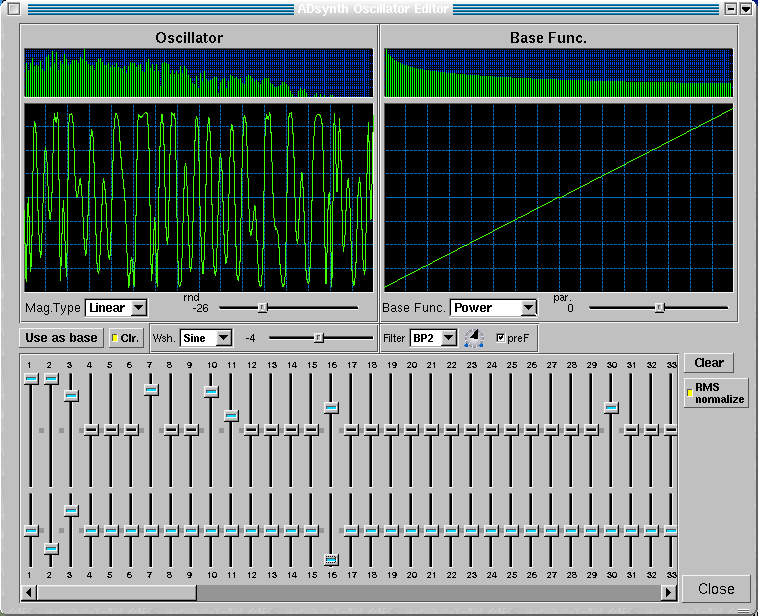 ADsynth Oscillator Editor
Oscillator
Base Func.
rnd
Mag.Type Linear -26
par.
Base Func. Power 0
Use as base Clr. Wsh. Sine -4 Filter BP2 preF
1 2 3 4 5 6 7 8 9 10 11 12 13 14 15 16 17 18 19 20 21 22 23 24 25 26 27 28 29 30 31 32 33
Clear
RMS
normalize
1 2 3 4 5 6 7 8 9 10 11 12 13 14 15 16 17 18 19 20 21 22 23 24 25 26 27 28 29 30 31 32 33
Close